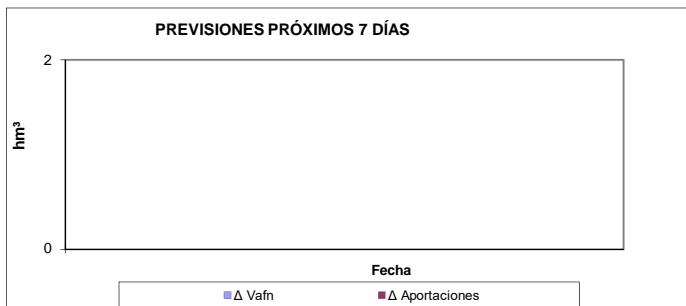 PREVISIONES PRÓXIMOS 7 DÍAS
2
hm³
0
Fecha
Δ Vafn Δ Aportaciones